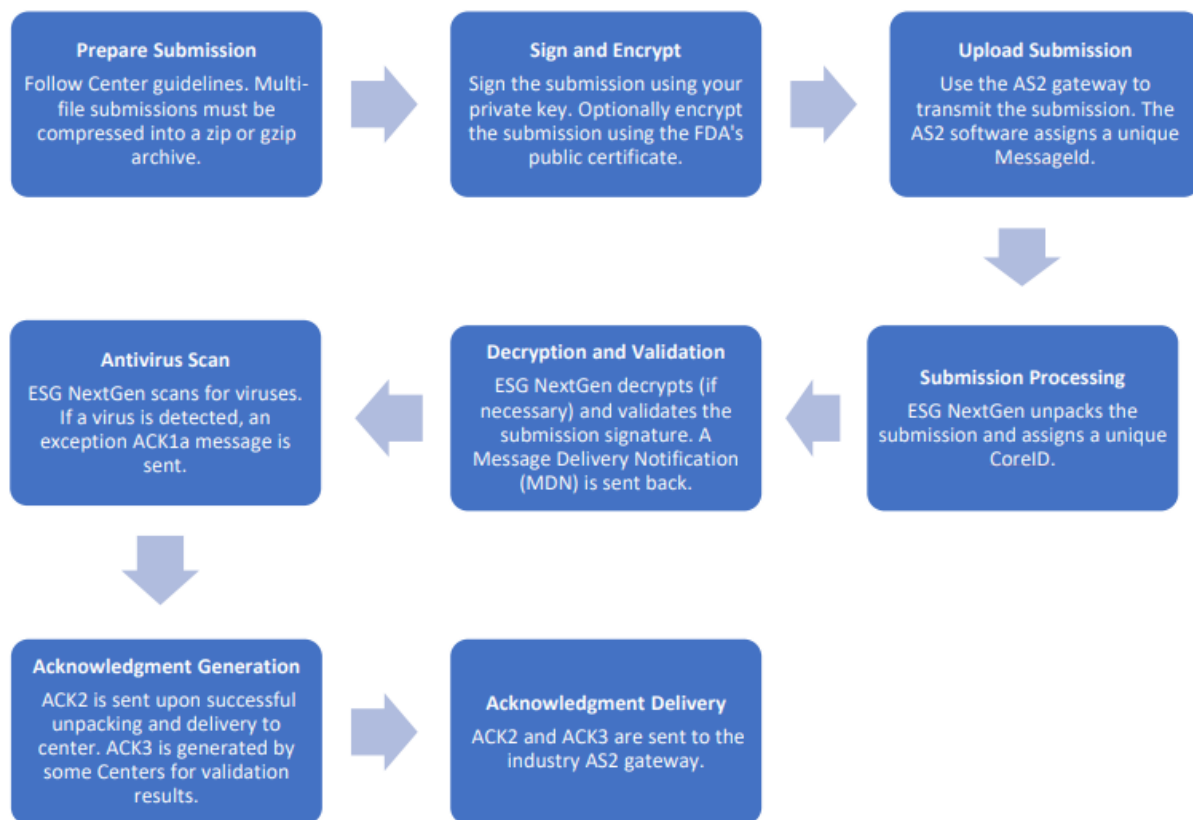 Prepare Submission
Follow Center guidelines. Multi-
file submissions must be
compressed into a zip or gzip
archive.
Sign and Encrypt
Sign the submission using your
private key. Optionally encrypt
the submission using the FDA's
public certificate.
Upload Submission
Use the AS2 gateway to
transmit the submission. The
AS2 software assigns a unique
MessageId.
Submission Processing
ESG NextGen unpacks the
submission and assigns a unique
CoreID.
Decryption and Validation
ESG NextGen decrypts (if
necessary) and validates the
submission signature. A
Message Delivery Notification
(MDN) is sent back.
Antivirus Scan
ESG NextGen scans for viruses.
If a virus is detected, an
exception ACK1a message is
sent.
Acknowledgment Generation
ACK2 is sent upon successful
unpacking and delivery to
center. ACK3 is generated by
some Centers for validation
results.
Acknowledgment Delivery
ACK2 and ACK3 are sent to the
industry AS2 gateway.